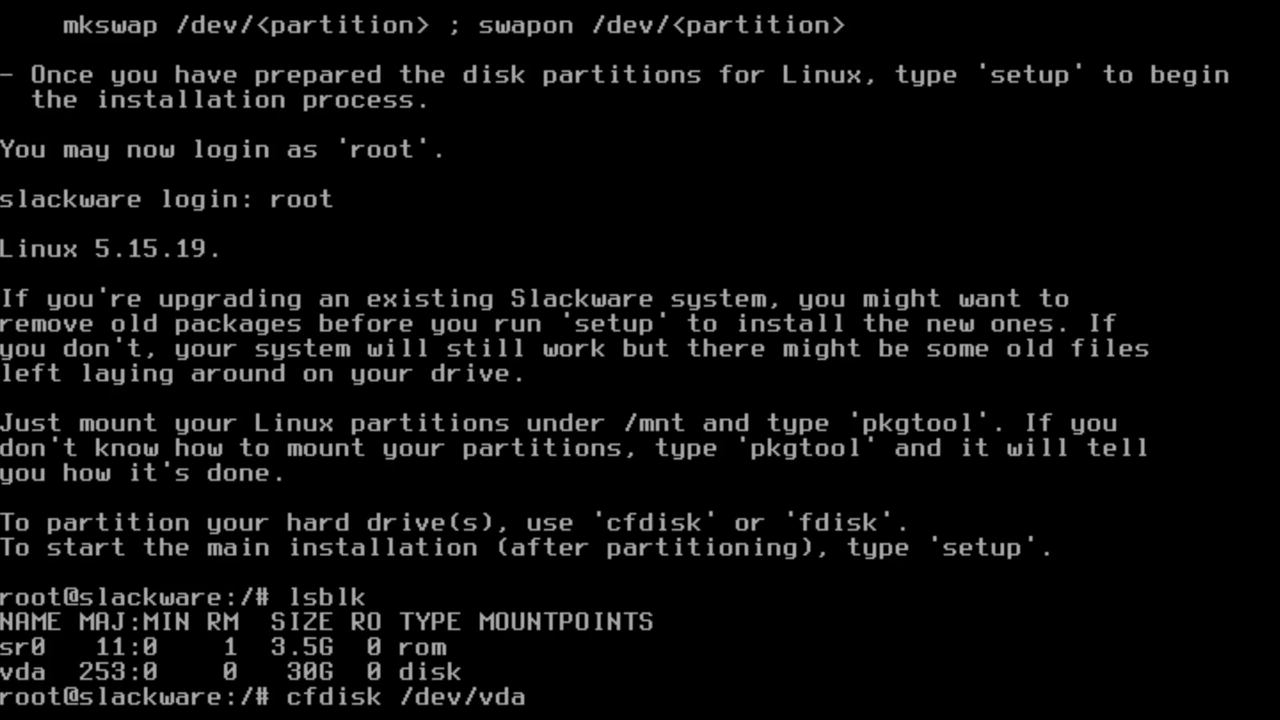 mkswap /dev/<partition> ; swapon /dev/<partition>
- Once you have prepared the disk partitions for Linux, type 'setup' to begin
the installation process.
You may now login as 'root'.
slackware login: root
Linux 5.15.19.
If you're upgrading an existing Slackware system, you might want to
remove old packages before you run 'setup' to install the new ones. If
you don't, your system will still work but there might be some old files
left laying around on your drive.
Just mount your Linux partitions under /mnt and type 'pkgtool'. If you
don't know how to mount your partitions, type 'pkgtool' and it will tell
you how it's done.
To partition your hard drive(s), use 'cfdisk' or 'fdisk'.
To start the main installation (after partitioning), type 'setup'.
root@slackware:/# lsblk
NAME MAJ:MIN RM  SIZE RO TYPE MOUNTPOINTS
sr0   11:0    1  3.5G  0 rom
vda  253:0    0   30G  0 disk
root@slackware:/# cfdisk /dev/vda